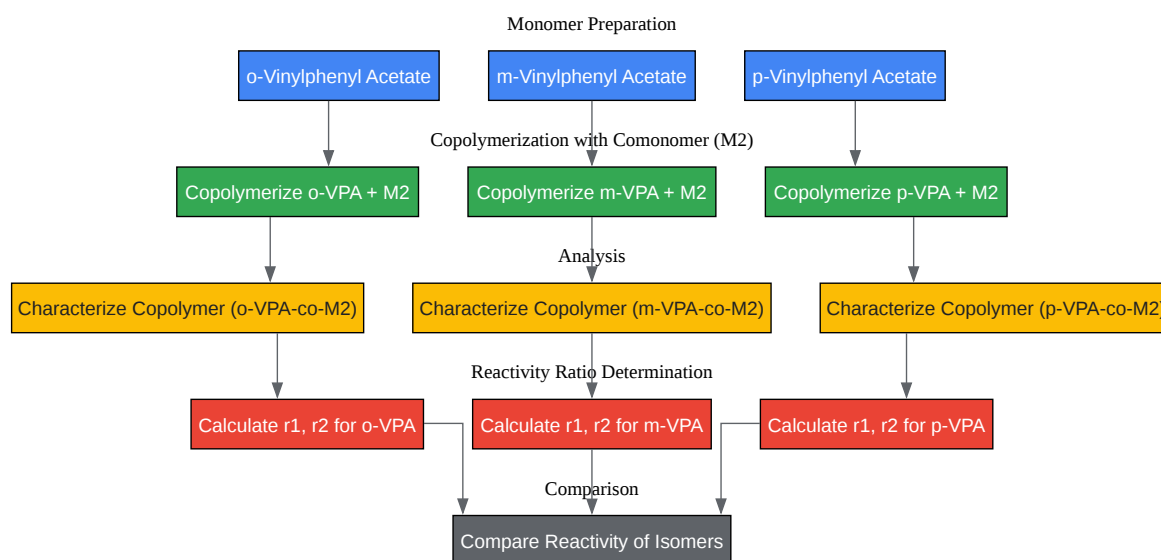 Monomer Preparation
o-Vinylphenyl Acetate
m-Vinylphenyl Acetate
p-Vinylphenyl Acetate
Copolymerization with Comonomer (M2)
Copolymerize o-VPA + M2
Copolymerize m-VPA + M2
Copolymerize p-VPA + M2
Analysis
Characterize Copolymer (o-VPA-co-M2)
Characterize Copolymer (m-VPA-co-M2)
Characterize Copolymer (p-VPA-co-M2)
Reactivity Ratio Determination
Calculate r1, r2 for o-VPA
Calculate r1, r2 for m-VPA
Calculate r1, r2 for p-VPA
Comparison
Compare Reactivity of Isomers